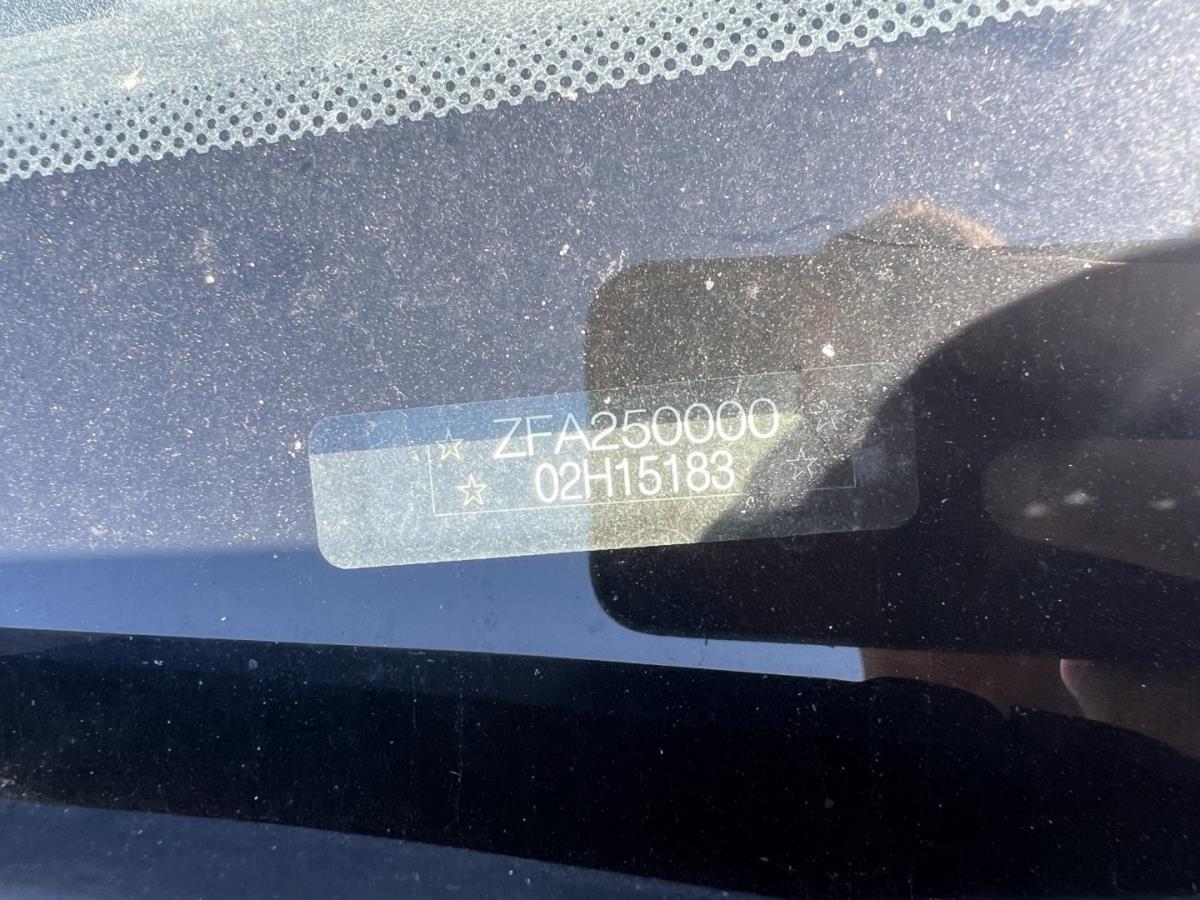 ☆ ZFA250000 ☆
☆ 02H15183 ☆